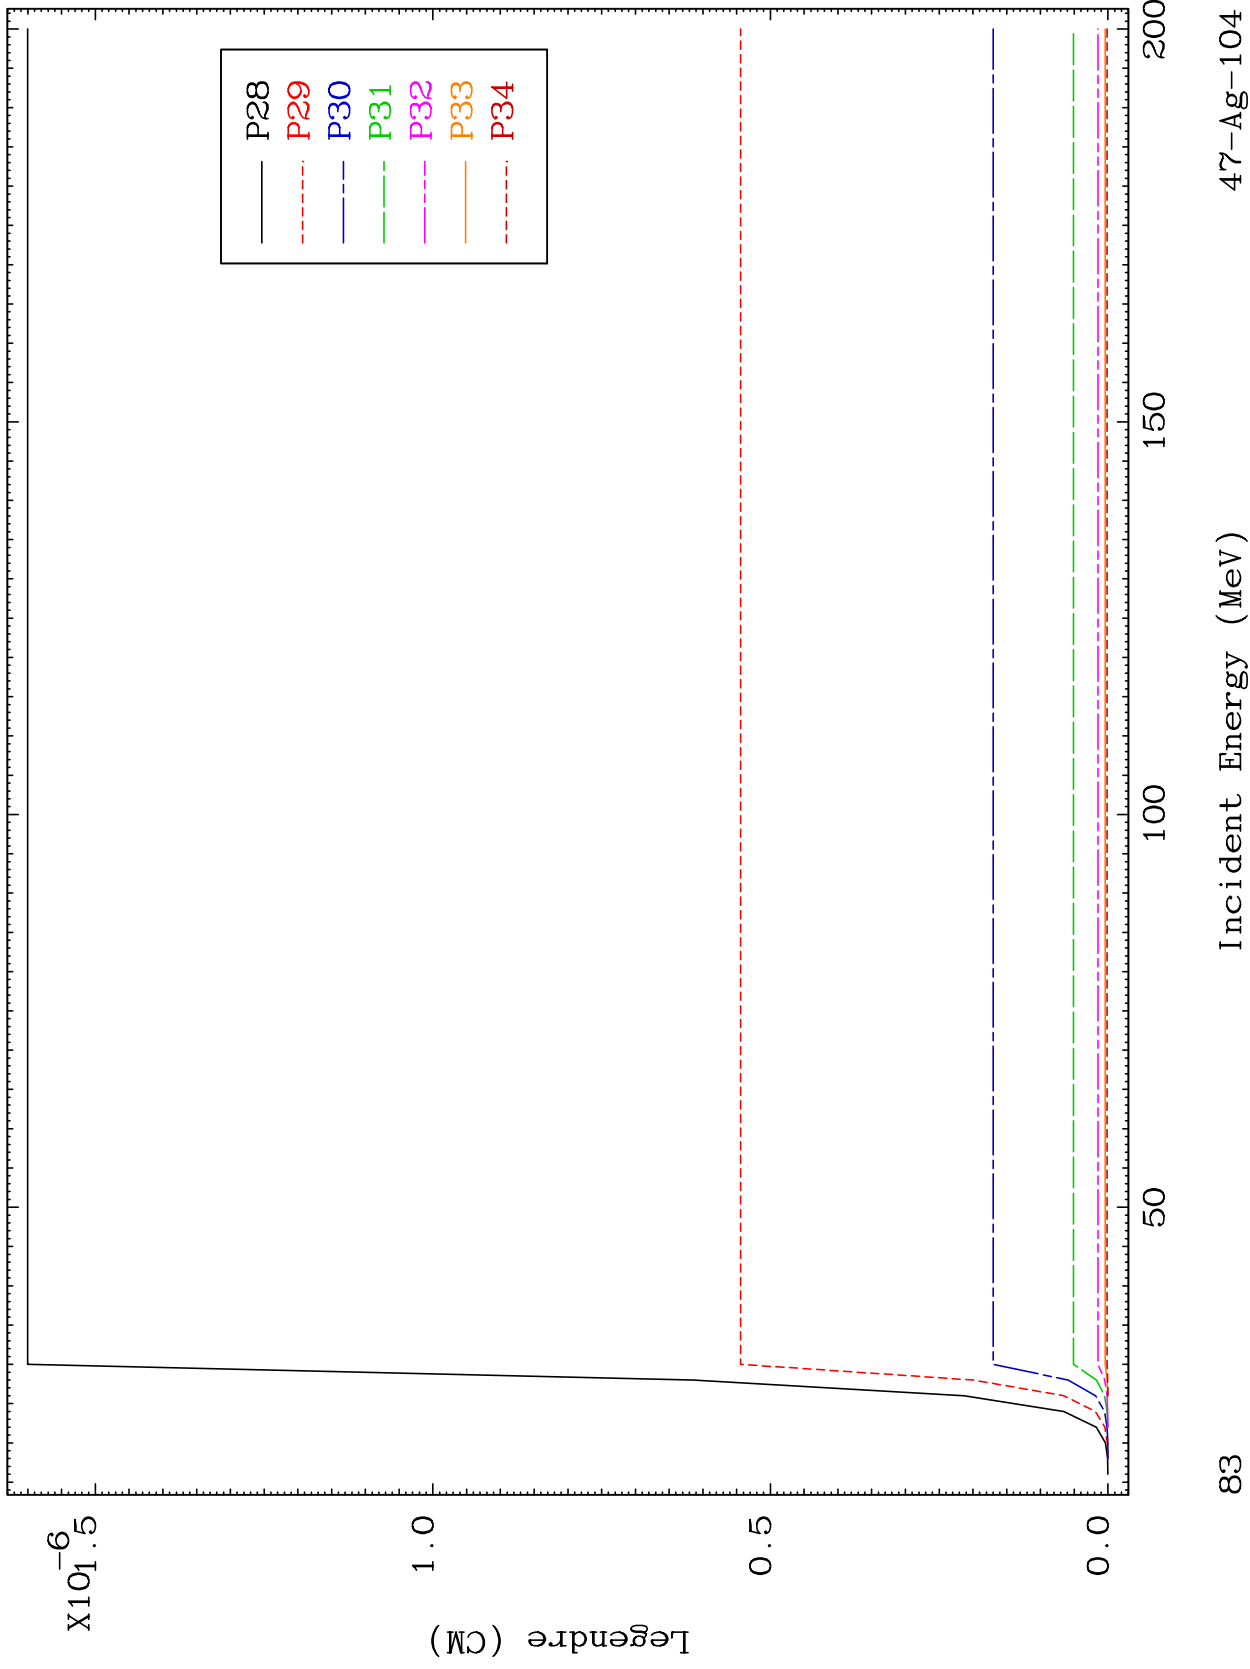 X10-6
1.5
1.0
0.5
0.0
Legendre (CM)
P28
P29
P30
P31
P32
P33
P34
50
100
150
200
Incident Energy (MeV)
83
47-Ag-104